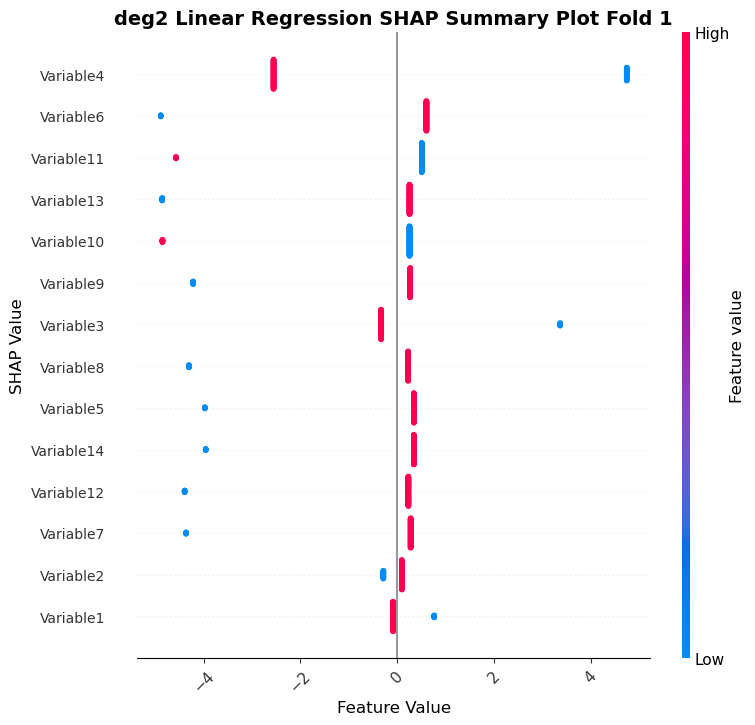 deg2 Linear Regression SHAP Summary Plot Fold 1
High
Variable4
Variable6
Variable11
Variable13
Variable10
Variable9
Variable3
Variable8
Variable5
Variable14
Variable12
Variable7
Variable2
Variable1
SHAP Value
Feature value
Low
−4
−2
0
2
4
Feature Value